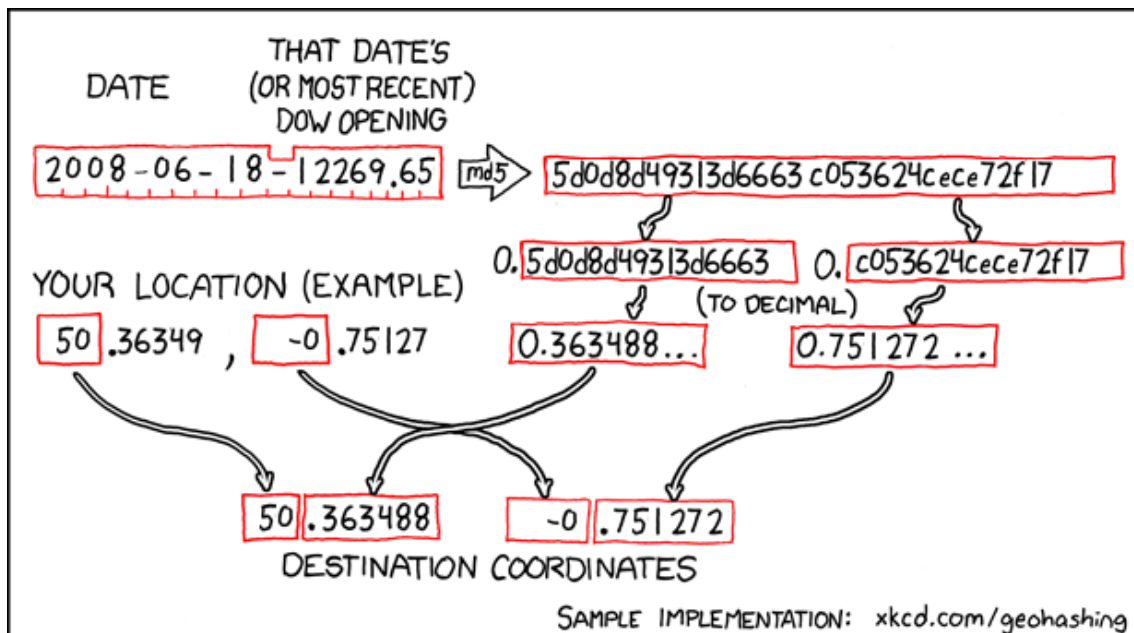 DATE
THAT DATE'S
(OR MOST RECENT)
DOW OPENING
2008-06-18-12269.65
md5
5d0d8d49313d6663c053624cece72f17
0.5d0d8d49313d6663
0.c053624cece72f17
YOUR LOCATION (EXAMPLE)
(TO DECIMAL)
50.36349, -0.75127
0.363488...
0.751272...
50.363488
-0.751272
DESTINATION COORDINATES
SAMPLE IMPLEMENTATION: xkcd.com/geohashing